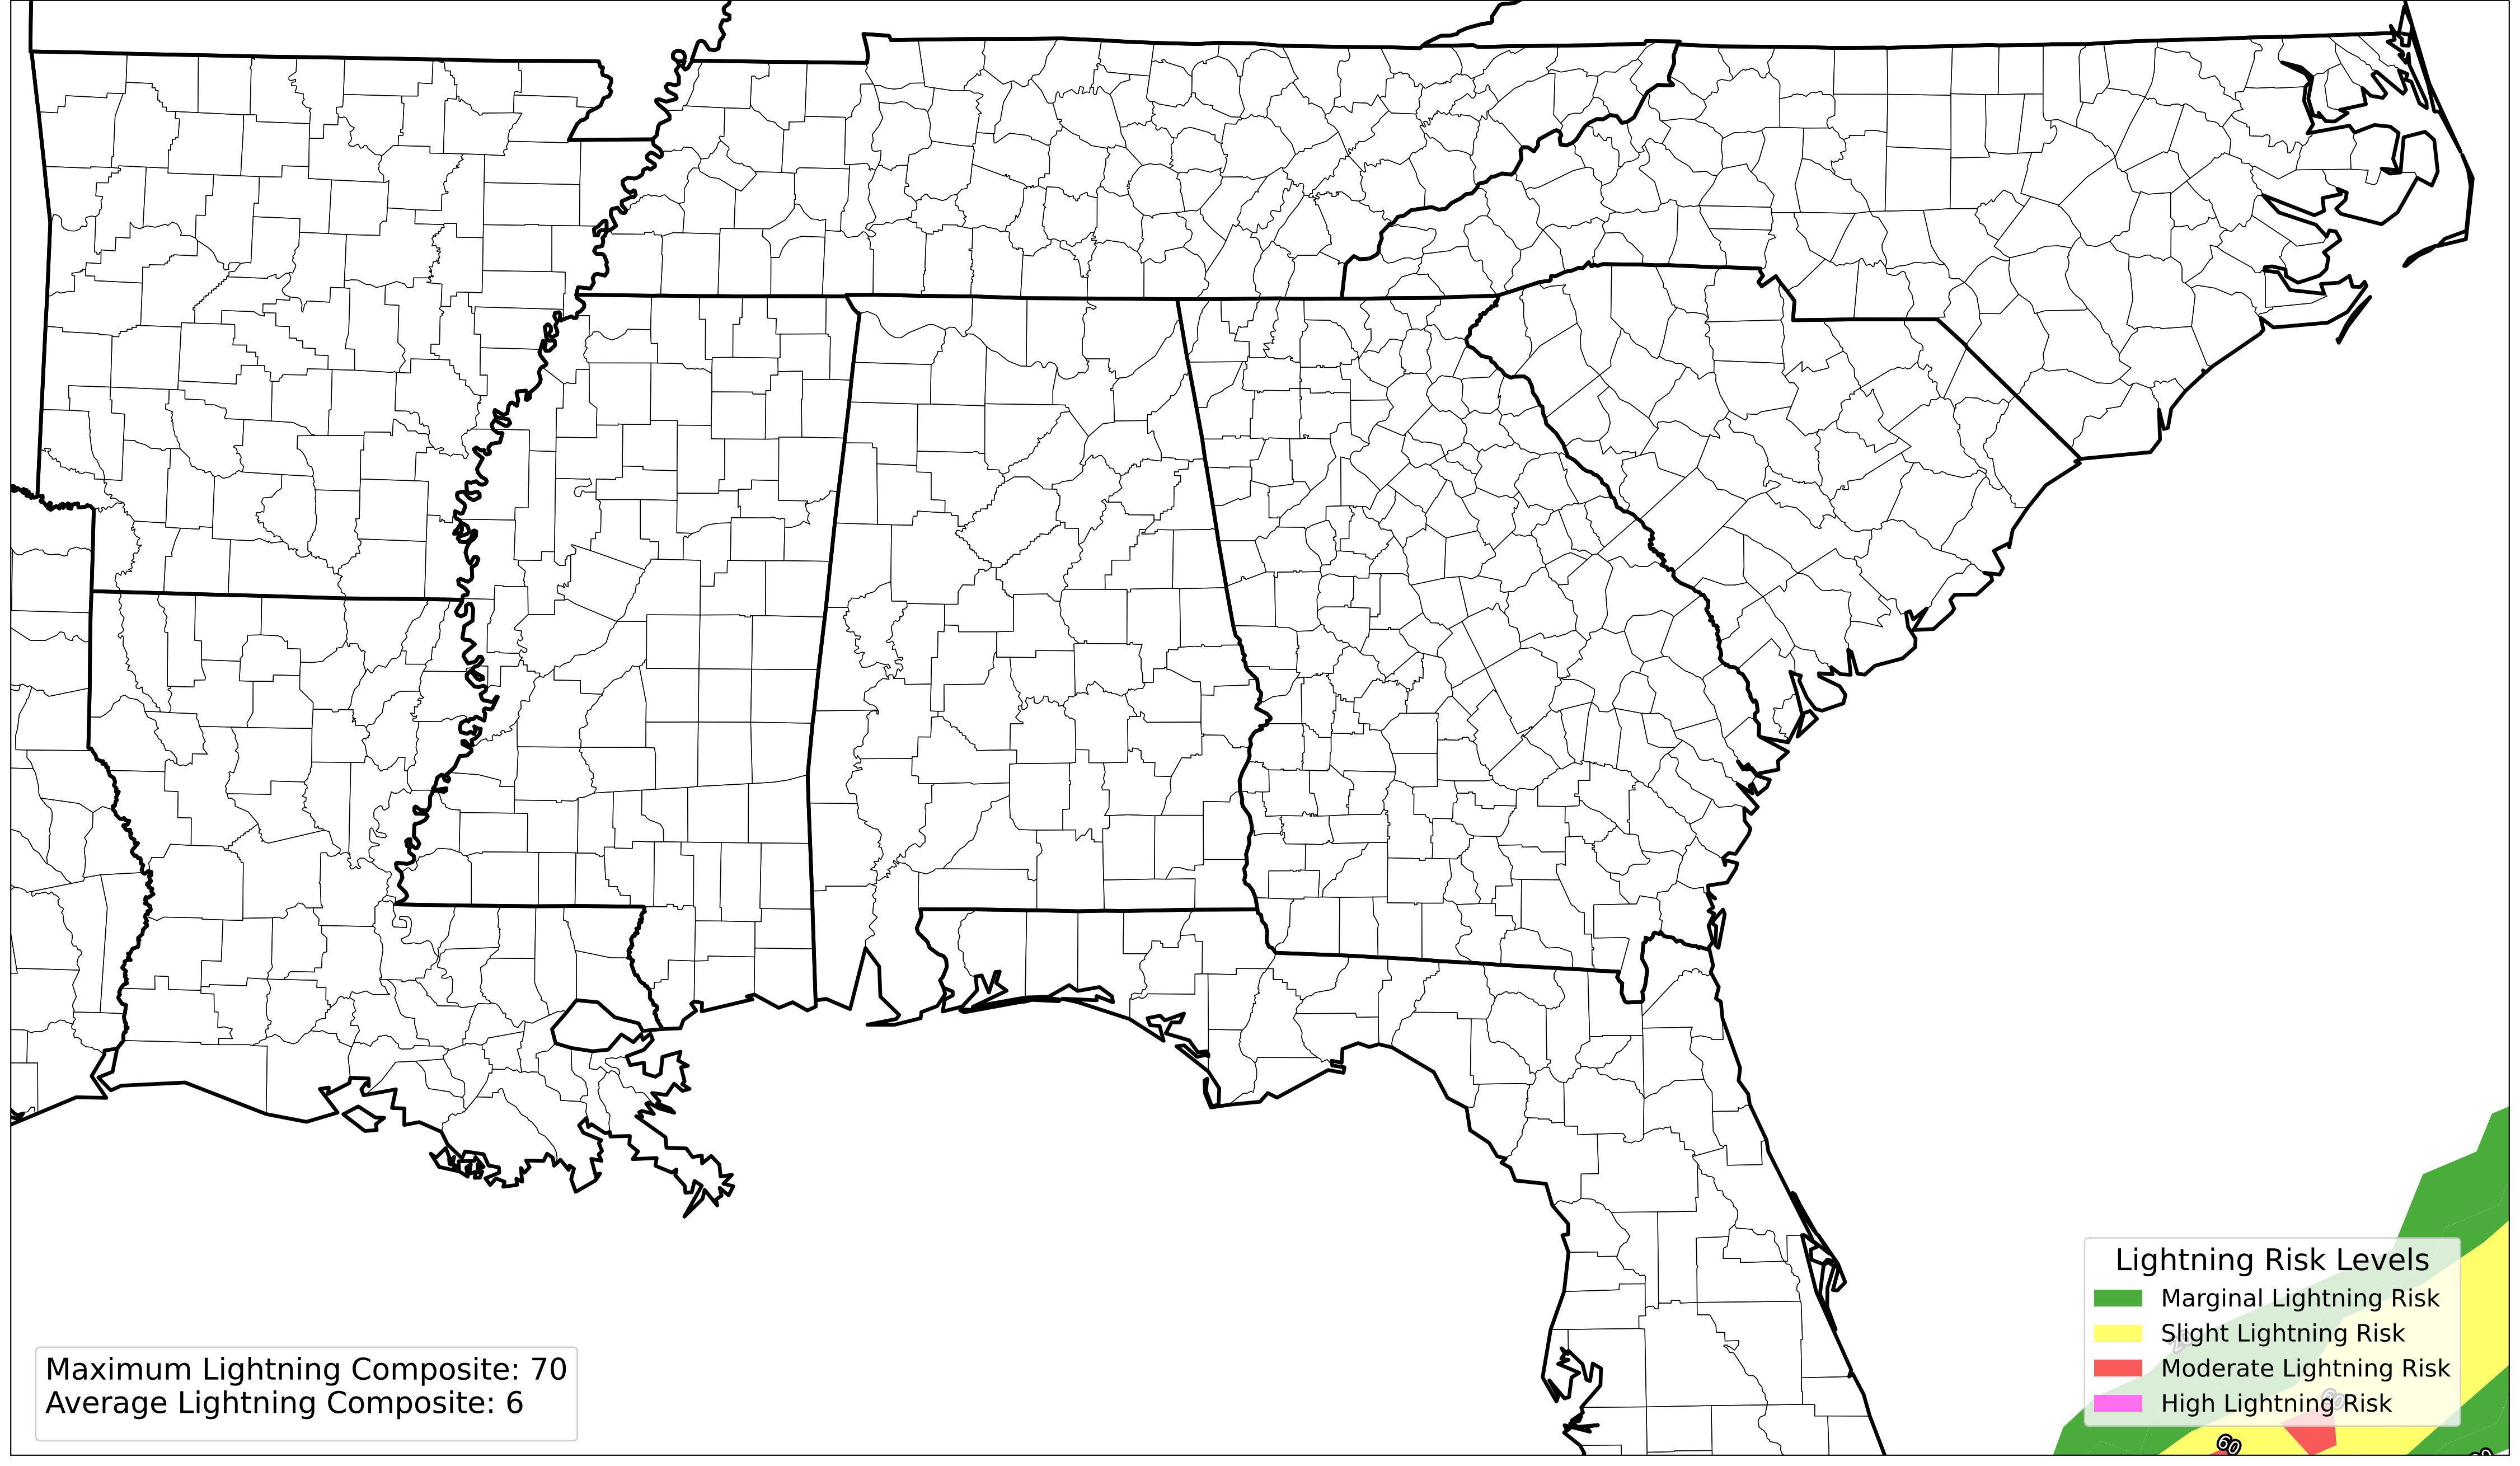 Lightning Risk Levels
Marginal Lightning Risk
Slight Lightning Risk
Moderate Lightning Risk
High Lightning Risk
Maximum Lightning Composite: 70
Average Lightning Composite: 6
60
60